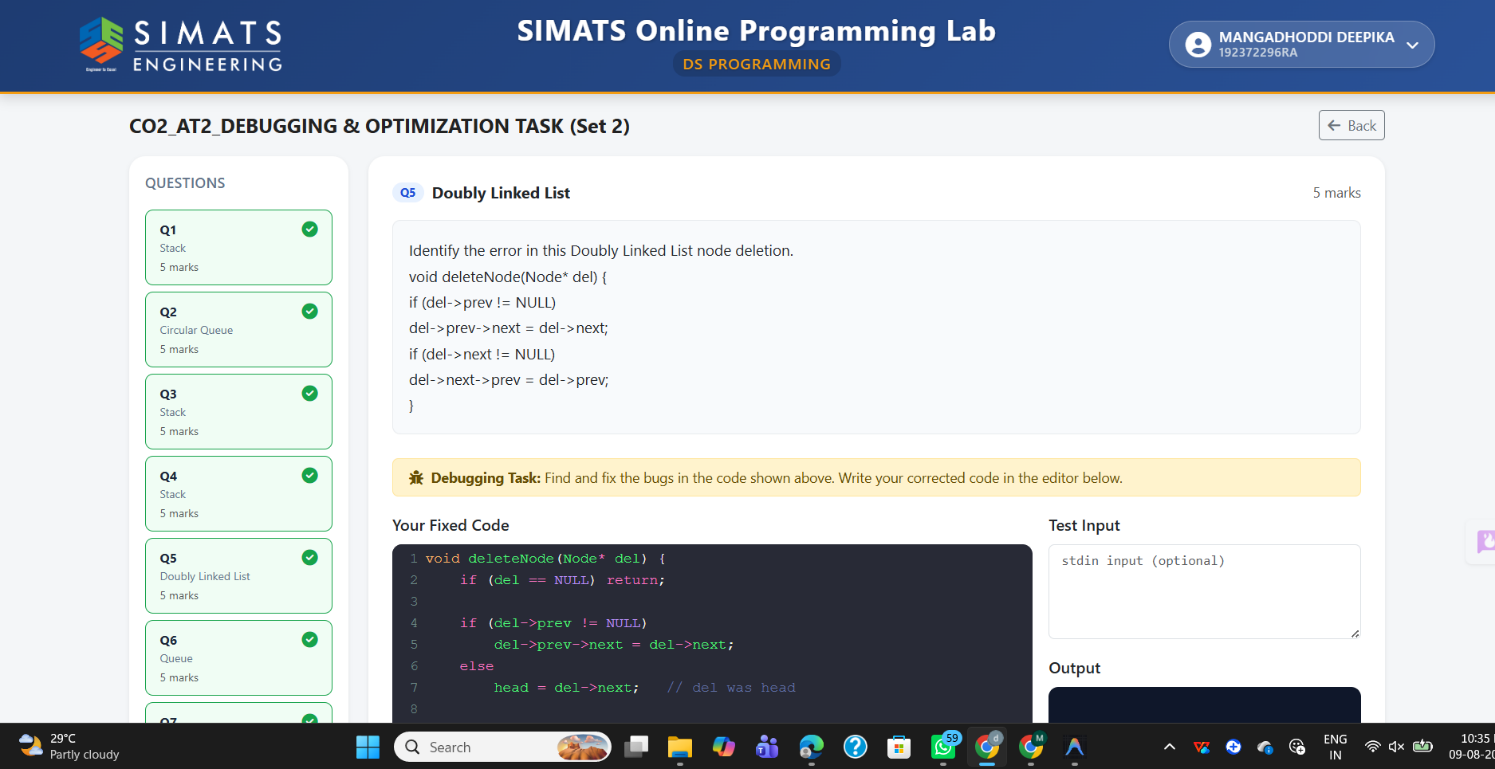 SIMATS
ENGINEERING
Engineer to Excel
SIMATS Online Programming Lab
DS PROGRAMMING
MANGADHODDI DEEPIKA
192372296RA
CO2_AT2_DEBUGGING & OPTIMIZATION TASK (Set 2)
← Back
QUESTIONS
Q1
Stack
5 marks
Q2
Circular Queue
5 marks
Q3
Stack
5 marks
Q4
Stack
5 marks
Q5
Doubly Linked List
5 marks
Q6
Queue
5 marks
Q7
Q5 Doubly Linked List
5 marks
Identify the error in this Doubly Linked List node deletion.
void deleteNode(Node* del) {
if (del->prev != NULL)
del->prev->next = del->next;
if (del->next != NULL)
del->next->prev = del->prev;
}
Debugging Task: Find and fix the bugs in the code shown above. Write your corrected code in the editor below.
Your Fixed Code
1 void deleteNode(Node* del) {
2 if (del == NULL) return;
3
4 if (del->prev != NULL)
5 del->prev->next = del->next;
6 else
7 head = del->next; // del was head
8
Test Input
stdin input (optional)
Output
29°C
Partly cloudy
Search
59
d
M
ENG
IN
10:35
09-08-20